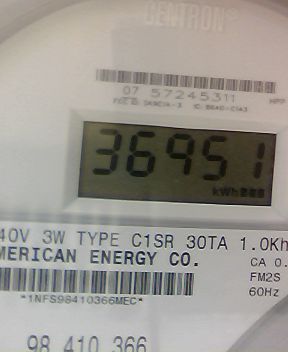 CENTRON®
07 57245311
36951
kWh
40V 3W TYPE C1SR 30TA 1.0Kh
MERICAN ENERGY CO.
CA 0.
FM2S
60Hz
*1NFS98410366MEC*
98 410 366